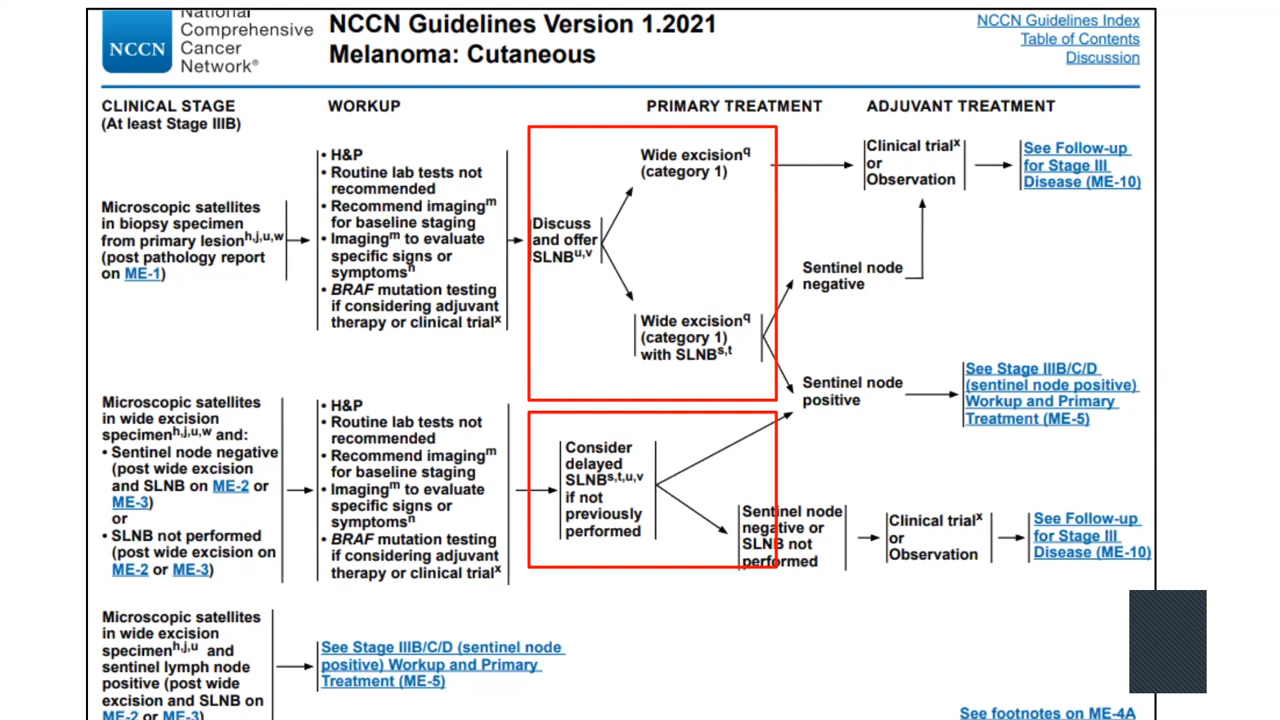 National
Comprehensive
Cancer
Network®
NCCN
NCCN Guidelines Version 1.2021
Melanoma: Cutaneous
NCCN Guidelines Index
Table of Contents
Discussion
CLINICAL STAGE
(At least Stage IIIB)
WORKUP
PRIMARY TREATMENT
ADJUVANT TREATMENT
Microscopic satellites
in biopsy specimen
from primary lesionh,j,u,w
(post pathology report
on ME-1)
• H&P
• Routine lab tests not
recommended
• Recommend imagingm
for baseline staging
• Imagingm to evaluate
specific signs or
symptomsn
• BRAF mutation testing
if considering adjuvant
therapy or clinical trialx
Discuss
and offer
SLNBu,v
Wide excisionq
(category 1)
Wide excisionq
(category 1)
with SLNBs,t
Clinical trialx
or
Observation
See Follow-up
for Stage III
Disease (ME-10)
Sentinel node
negative
Sentinel node
positive
See Stage IIIB/C/D
(sentinel node positive)
Workup and Primary
Treatment (ME-5)
Microscopic satellites
in wide excision
specimenh,j,u,w and:
• Sentinel node negative
(post wide excision
and SLNB on ME-2 or
ME-3)
or
• SLNB not performed
(post wide excision on
ME-2 or ME-3)
• H&P
• Routine lab tests not
recommended
• Recommend imagingm
for baseline staging
• Imagingm to evaluate
specific signs or
symptomsn
• BRAF mutation testing
if considering adjuvant
therapy or clinical trialx
Consider
delayed
SLNBs,t,u,v
if not
previously
performed
Sentinel node
negative or
SLNB not
performed
Clinical trialx
or
Observation
See Follow-up
for Stage III
Disease (ME-10)
Microscopic satellites
in wide excision
specimenh,j,u and
sentinel lymph node
positive (post wide
excision and SLNB on
ME-2 or ME-3)
See Stage IIIB/C/D (sentinel node
positive) Workup and Primary
Treatment (ME-5)
See footnotes on ME-4A